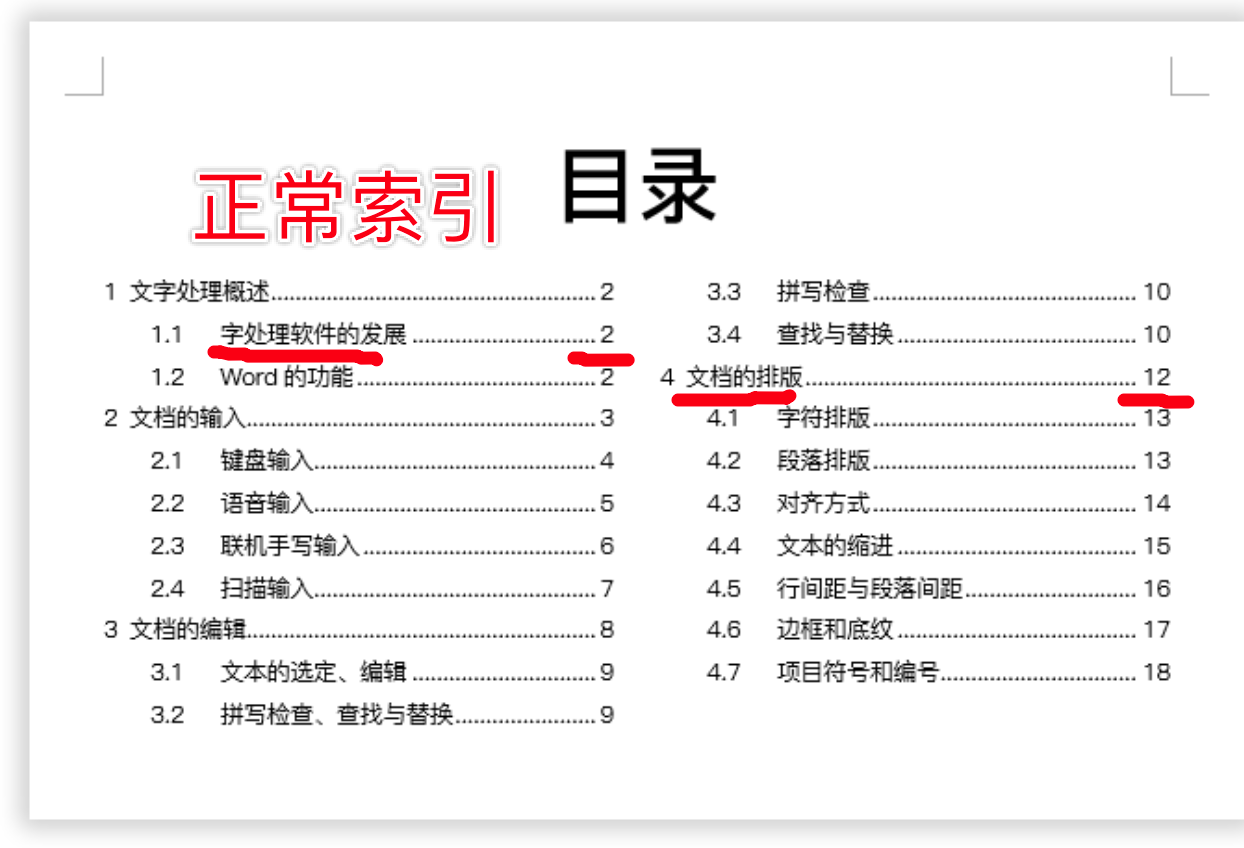 目录
正常索引
1 文字处理概述 2
1.1 字处理软件的发展 2
1.2 Word 的功能 2
2 文档的输入 3
2.1 键盘输入 4
2.2 语音输入 5
2.3 联机手写输入 6
2.4 扫描输入 7
3 文档的编辑 8
3.1 文本的选定、编辑 9
3.2 拼写检查、查找与替换 9
3.3 拼写检查 10
3.4 查找与替换 10
4 文档的排版 12
4.1 字符排版 13
4.2 段落排版 13
4.3 对齐方式 14
4.4 文本的缩进 15
4.5 行间距与段落间距 16
4.6 边框和底纹 17
4.7 项目符号和编号 18